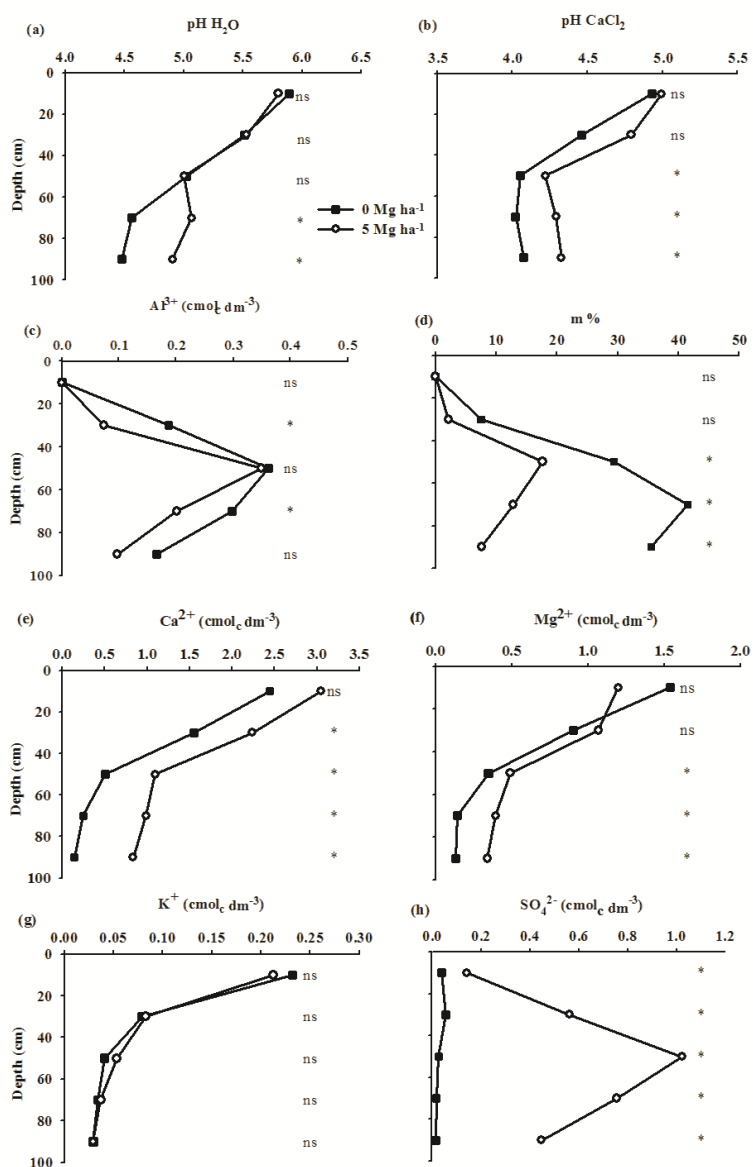 (a) pH H2O (b) pH CaCl2
4.0 4.5 5.0 5.5 6.0 6.5 3.5 4.0 4.5 5.0 5.5
0
20
40
60
80
100
Depth (cm)
ns ns
ns ns
ns *
* *
* *
0 Mg ha-1
5 Mg ha-1
(c) Al3+ (cmolc dm-3) (d) m %
0.0 0.1 0.2 0.3 0.4 0.5 0 10 20 30 40 50
0
20
40
60
80
100
Depth (cm)
ns ns
* ns
ns *
* *
ns *
(e) Ca2+ (cmolc dm-3) (f) Mg2+ (cmolc dm-3)
0.0 0.5 1.0 1.5 2.0 2.5 3.0 3.5 0.0 0.5 1.0 1.5 2.0
0
20
40
60
80
100
Depth (cm)
ns ns
* ns
* *
* *
* *
(g) K+ (cmolc dm-3) (h) SO42- (cmolc dm-3)
0.00 0.05 0.10 0.15 0.20 0.25 0.30 0.0 0.2 0.4 0.6 0.8 1.0 1.2
0
20
40
60
80
100
Depth (cm)
ns *
ns *
ns *
ns *
ns *